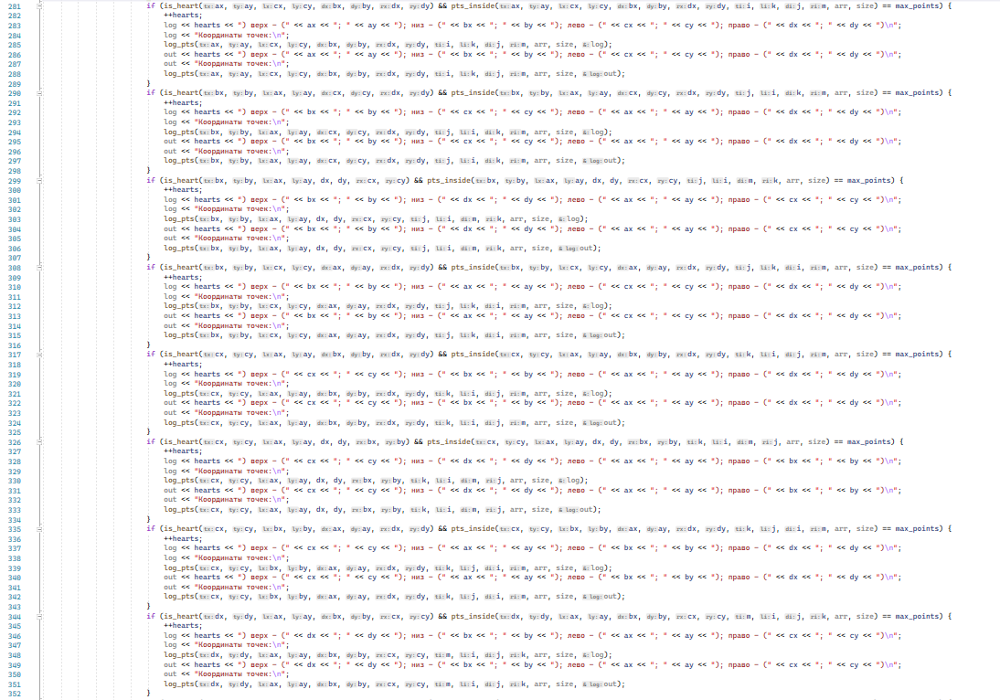 281 if (is_heart(tx:ax, ty:ay, lx:cx, ly:cy, dx:bx, dy:by, rx:dx, ry:dy) && pts_inside(tx:ax, ty:ay, lx:cx, ly:cy, dx:bx, dy:by, rx:dx, ry:dy, ti:i, li:k, di:j, ri:m, arr, size) == max_points) {
282 ++hearts;
283 log << hearts << ") верх - (" << ax << "; " << ay << "); низ - (" << bx << "; " << by << "); лево - (" << cx << "; " << cy << "); право - (" << dx << "; " << dy << ")\n";
284 log << "Координаты точек:\n";
285 log_pts(tx:ax, ty:ay, lx:cx, ly:cy, dx:bx, dy:by, rx:dx, ry:dy, ti:i, li:k, di:j, ri:m, arr, size, &:log);
286 out << hearts << ") верх - (" << ax << "; " << ay << "); низ - (" << bx << "; " << by << "); лево - (" << cx << "; " << cy << "); право - (" << dx << "; " << dy << ")\n";
287 out << "Координаты точек:\n";
288 log_pts(tx:ax, ty:ay, lx:cx, ly:cy, dx:bx, dy:by, rx:dx, ry:dy, ti:i, li:k, di:j, ri:m, arr, size, & log:out);
289 }
290 if (is_heart(tx:bx, ty:by, lx:ax, ly:ay, dx:cx, dy:cy, rx:dx, ry:dy) && pts_inside(tx:bx, ty:by, lx:ax, ly:ay, dx:cx, dy:cy, rx:dx, ry:dy, ti:j, li:i, di:k, ri:m, arr, size) == max_points) {
291 ++hearts;
292 log << hearts << ") верх - (" << bx << "; " << by << "); низ - (" << cx << "; " << cy << "); лево - (" << ax << "; " << ay << "); право - (" << dx << "; " << dy << ")\n";
293 log << "Координаты точек:\n";
294 log_pts(tx:bx, ty:by, lx:ax, ly:ay, dx:cx, dy:cy, rx:dx, ry:dy, ti:j, li:i, di:k, ri:m, arr, size, &:log);
295 out << hearts << ") верх - (" << bx << "; " << by << "); низ - (" << cx << "; " << cy << "); лево - (" << ax << "; " << ay << "); право - (" << dx << "; " << dy << ")\n";
296 out << "Координаты точек:\n";
297 log_pts(tx:bx, ty:by, lx:ax, ly:ay, dx:cx, dy:cy, rx:dx, ry:dy, ti:j, li:i, di:k, ri:m, arr, size, & log:out);
298 }
299 if (is_heart(tx:bx, ty:by, lx:ax, ly:ay, dx, dy, rx:cx, ry:cy) && pts_inside(tx:bx, ty:by, lx:ax, ly:ay, dx, dy, rx:cx, ry:cy, ti:j, li:i, di:m, ri:k, arr, size) == max_points) {
300 ++hearts;
301 log << hearts << ") верх - (" << bx << "; " << by << "); низ - (" << dx << "; " << dy << "); лево - (" << ax << "; " << ay << "); право - (" << cx << "; " << cy << ")\n";
302 log << "Координаты точек:\n";
303 log_pts(tx:bx, ty:by, lx:ax, ly:ay, dx, dy, rx:cx, ry:cy, ti:j, li:i, di:m, ri:k, arr, size, &:log);
304 out << hearts << ") верх - (" << bx << "; " << by << "); низ - (" << dx << "; " << dy << "); лево - (" << ax << "; " << ay << "); право - (" << cx << "; " << cy << ")\n";
305 out << "Координаты точек:\n";
306 log_pts(tx:bx, ty:by, lx:ax, ly:ay, dx, dy, rx:cx, ry:cy, ti:j, li:i, di:m, ri:k, arr, size, & log:out);
307 }
308 if (is_heart(tx:bx, ty:by, lx:cx, ly:cy, dx:ax, dy:ay, rx:dx, ry:dy) && pts_inside(tx:bx, ty:by, lx:cx, ly:cy, dx:ax, dy:ay, rx:dx, ry:dy, ti:j, li:k, di:i, ri:m, arr, size) == max_points) {
309 ++hearts;
310 log << hearts << ") верх - (" << bx << "; " << by << "); низ - (" << ax << "; " << ay << "); лево - (" << cx << "; " << cy << "); право - (" << dx << "; " << dy << ")\n";
311 log << "Координаты точек:\n";
312 log_pts(tx:bx, ty:by, lx:cx, ly:cy, dx:ax, dy:ay, rx:dx, ry:dy, ti:j, li:k, di:i, ri:m, arr, size, &:log);
313 out << hearts << ") верх - (" << bx << "; " << by << "); низ - (" << ax << "; " << ay << "); лево - (" << cx << "; " << cy << "); право - (" << dx << "; " << dy << ")\n";
314 out << "Координаты точек:\n";
315 log_pts(tx:bx, ty:by, lx:cx, ly:cy, dx:ax, dy:ay, rx:dx, ry:dy, ti:j, li:k, di:i, ri:m, arr, size, & log:out);
316 }
317 if (is_heart(tx:cx, ty:cy, lx:ax, ly:ay, dx:bx, dy:by, rx:dx, ry:dy) && pts_inside(tx:cx, ty:cy, lx:ax, ly:ay, dx:bx, dy:by, rx:dx, ry:dy, ti:k, li:i, di:j, ri:m, arr, size) == max_points) {
318 ++hearts;
319 log << hearts << ") верх - (" << cx << "; " << cy << "); низ - (" << bx << "; " << by << "); лево - (" << ax << "; " << ay << "); право - (" << dx << "; " << dy << ")\n";
320 log << "Координаты точек:\n";
321 log_pts(tx:cx, ty:cy, lx:ax, ly:ay, dx:bx, dy:by, rx:dx, ry:dy, ti:k, li:i, di:j, ri:m, arr, size, &:log);
322 out << hearts << ") верх - (" << cx << "; " << cy << "); низ - (" << bx << "; " << by << "); лево - (" << ax << "; " << ay << "); право - (" << dx << "; " << dy << ")\n";
323 out << "Координаты точек:\n";
324 log_pts(tx:cx, ty:cy, lx:ax, ly:ay, dx:bx, dy:by, rx:dx, ry:dy, ti:k, li:i, di:j, ri:m, arr, size, & log:out);
325 }
326 if (is_heart(tx:cx, ty:cy, lx:ax, ly:ay, dx, dy, rx:bx, ry:by) && pts_inside(tx:cx, ty:cy, lx:ax, ly:ay, dx, dy, rx:bx, ry:by, ti:k, li:i, di:m, ri:j, arr, size) == max_points) {
327 ++hearts;
328 log << hearts << ") верх - (" << cx << "; " << cy << "); низ - (" << dx << "; " << dy << "); лево - (" << ax << "; " << ay << "); право - (" << bx << "; " << by << ")\n";
329 log << "Координаты точек:\n";
330 log_pts(tx:cx, ty:cy, lx:ax, ly:ay, dx, dy, rx:bx, ry:by, ti:k, li:i, di:m, ri:j, arr, size, &:log);
331 out << hearts << ") верх - (" << cx << "; " << cy << "); низ - (" << dx << "; " << dy << "); лево - (" << ax << "; " << ay << "); право - (" << bx << "; " << by << ")\n";
332 out << "Координаты точек:\n";
333 log_pts(tx:cx, ty:cy, lx:ax, ly:ay, dx, dy, rx:bx, ry:by, ti:k, li:i, di:m, ri:j, arr, size, & log:out);
334 }
335 if (is_heart(tx:cx, ty:cy, lx:bx, ly:by, dx:ax, dy:ay, rx:dx, ry:dy) && pts_inside(tx:cx, ty:cy, lx:bx, ly:by, dx:ax, dy:ay, rx:dx, ry:dy, ti:k, li:j, di:i, ri:m, arr, size) == max_points) {
336 ++hearts;
337 log << hearts << ") верх - (" << cx << "; " << cy << "); низ - (" << ax << "; " << ay << "); лево - (" << bx << "; " << by << "); право - (" << dx << "; " << dy << ")\n";
338 log << "Координаты точек:\n";
339 log_pts(tx:cx, ty:cy, lx:bx, ly:by, dx:ax, dy:ay, rx:dx, ry:dy, ti:k, li:j, di:i, ri:m, arr, size, &:log);
340 out << hearts << ") верх - (" << cx << "; " << cy << "); низ - (" << ax << "; " << ay << "); лево - (" << bx << "; " << by << "); право - (" << dx << "; " << dy << ")\n";
341 out << "Координаты точек:\n";
342 log_pts(tx:cx, ty:cy, lx:bx, ly:by, dx:ax, dy:ay, rx:dx, ry:dy, ti:k, li:j, di:i, ri:m, arr, size, & log:out);
343 }
344 if (is_heart(tx:dx, ty:dy, lx:ax, ly:ay, dx:bx, dy:by, rx:cx, ry:cy) && pts_inside(tx:dx, ty:dy, lx:ax, ly:ay, dx:bx, dy:by, rx:cx, ry:cy, ti:m, li:i, di:j, ri:k, arr, size) == max_points) {
345 ++hearts;
346 log << hearts << ") верх - (" << dx << "; " << dy << "); низ - (" << bx << "; " << by << "); лево - (" << ax << "; " << ay << "); право - (" << cx << "; " << cy << ")\n";
347 log << "Координаты точек:\n";
348 log_pts(tx:dx, ty:dy, lx:ax, ly:ay, dx:bx, dy:by, rx:cx, ry:cy, ti:m, li:i, di:j, ri:k, arr, size, &:log);
349 out << hearts << ") верх - (" << dx << "; " << dy << "); низ - (" << bx << "; " << by << "); лево - (" << ax << "; " << ay << "); право - (" << cx << "; " << cy << ")\n";
350 out << "Координаты точек:\n";
351 log_pts(tx:dx, ty:dy, lx:ax, ly:ay, dx:bx, dy:by, rx:cx, ry:cy, ti:m, li:i, di:j, ri:k, arr, size, & log:out);
352 }